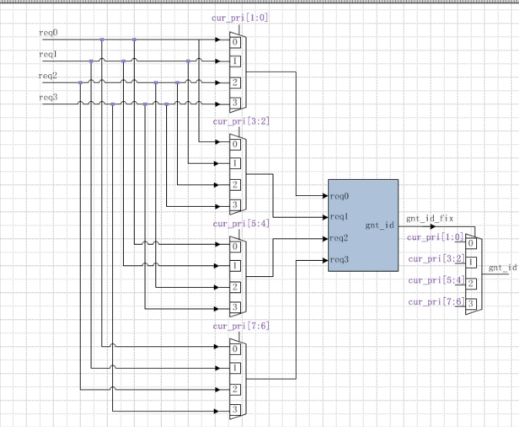 cur_pri[1:0]
req0
0
req1
1
req2
2
req3
3
cur_pri[3:2]
0
1
2
3
cur_pri[5:4]
0
1
2
3
cur_pri[7:6]
0
1
2
3
req0
req1
req2
req3
gnt_id
gnt_id_fix
cur_pri[1:0]
0
cur_pri[3:2]
1
cur_pri[5:4]
2
cur_pri[7:6]
3
gnt_id